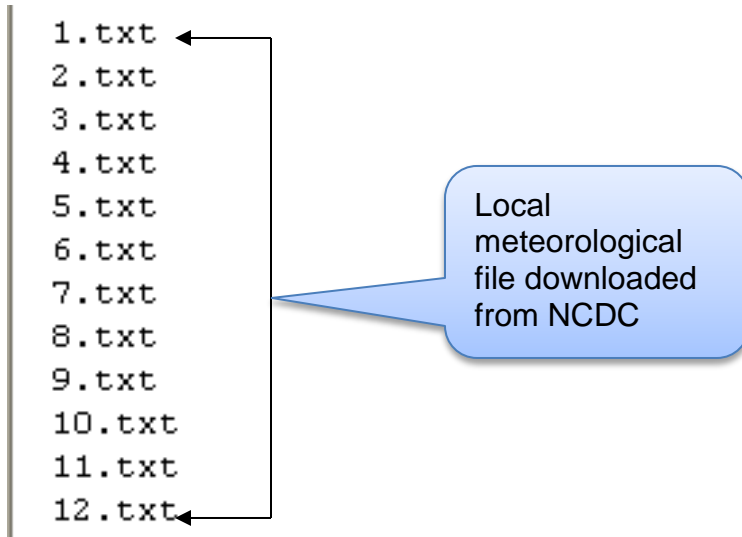 1.txt
2.txt
3.txt
4.txt
5.txt
6.txt
7.txt
8.txt
9.txt
10.txt
11.txt
12.txt
Local
meteorological
file downloaded
from NCDC